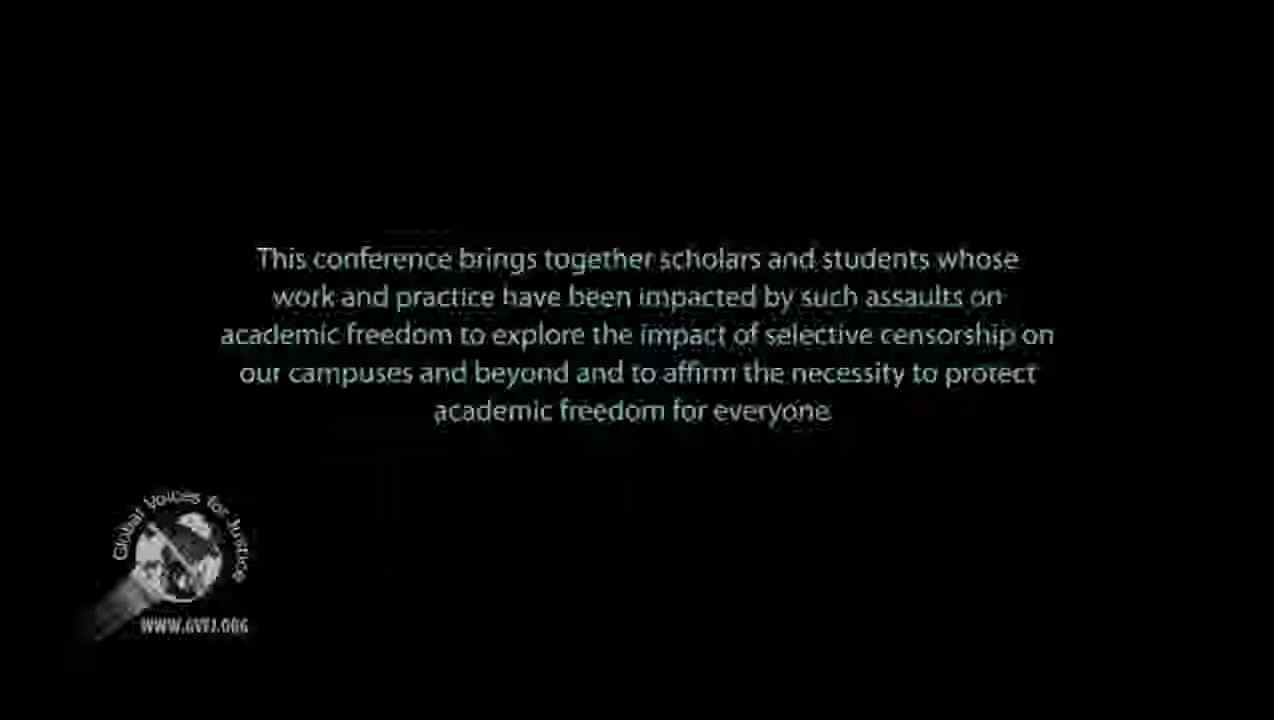 This conference brings together scholars and students whose
work and practice have been impacted by such assaults on
academic freedom to explore the impact of selective censorship on
our campuses and beyond and to affirm the necessity to protect
academic freedom for everyone
Global Voices for Justice
WWW.GVFJ.ORG